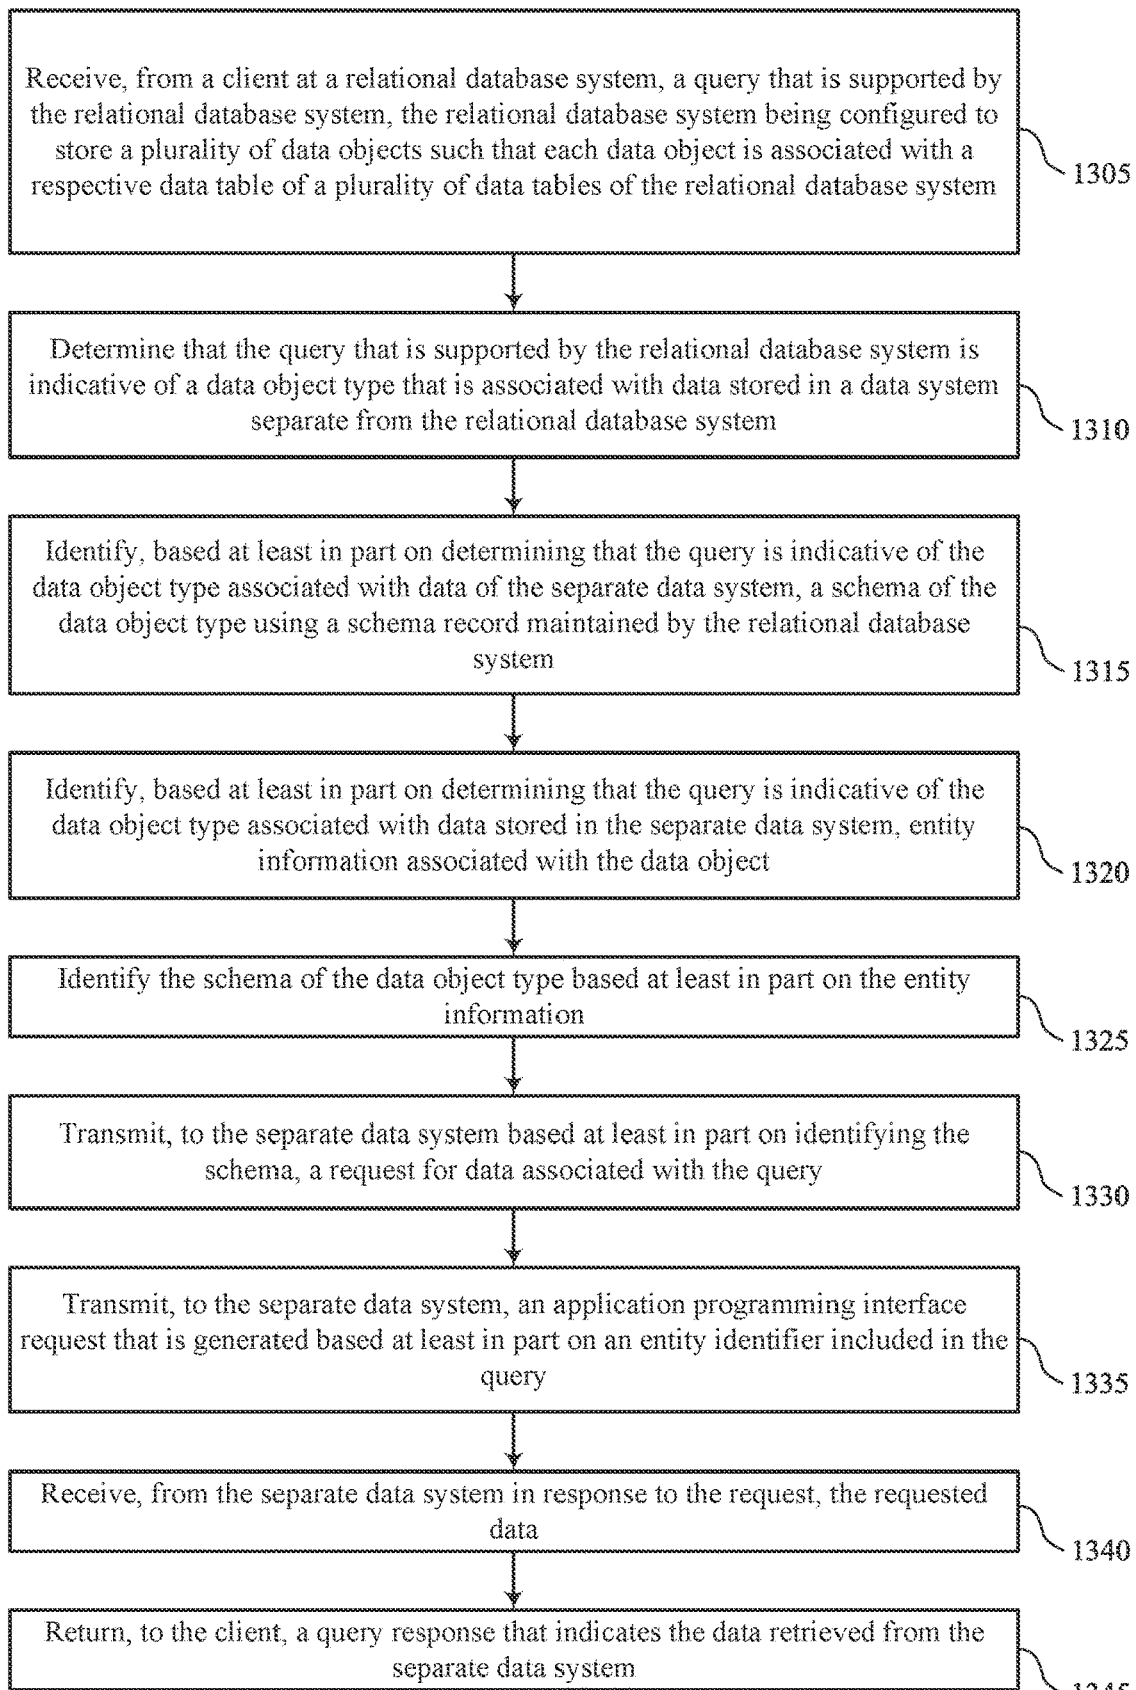 Receive, from a client at a relational database system, a query that is supported by
the relational database system, the relational database system being configured to
store a plurality of data objects such that each data object is associated with a
respective data table of a plurality of data tables of the relational database system
1305
Determine that the query that is supported by the relational database system is
indicative of a data object type that is associated with data stored in a data system
separate from the relational database system
1310
Identify, based at least in part on determining that the query is indicative of the
data object type associated with data of the separate data system, a schema of the
data object type using a schema record maintained by the relational database
system
1315
Identify, based at least in part on determining that the query is indicative of the
data object type associated with data stored in the separate data system, entity
information associated with the data object
1320
Identify the schema of the data object type based at least in part on the entity
information
1325
Transmit, to the separate data system based at least in part on identifying the
schema, a request for data associated with the query
1330
Transmit, to the separate data system, an application programming interface
request that is generated based at least in part on an entity identifier included in the
query
1335
Receive, from the separate data system in response to the request, the requested
data
1340
Return, to the client, a query response that indicates the data retrieved from the
separate data system